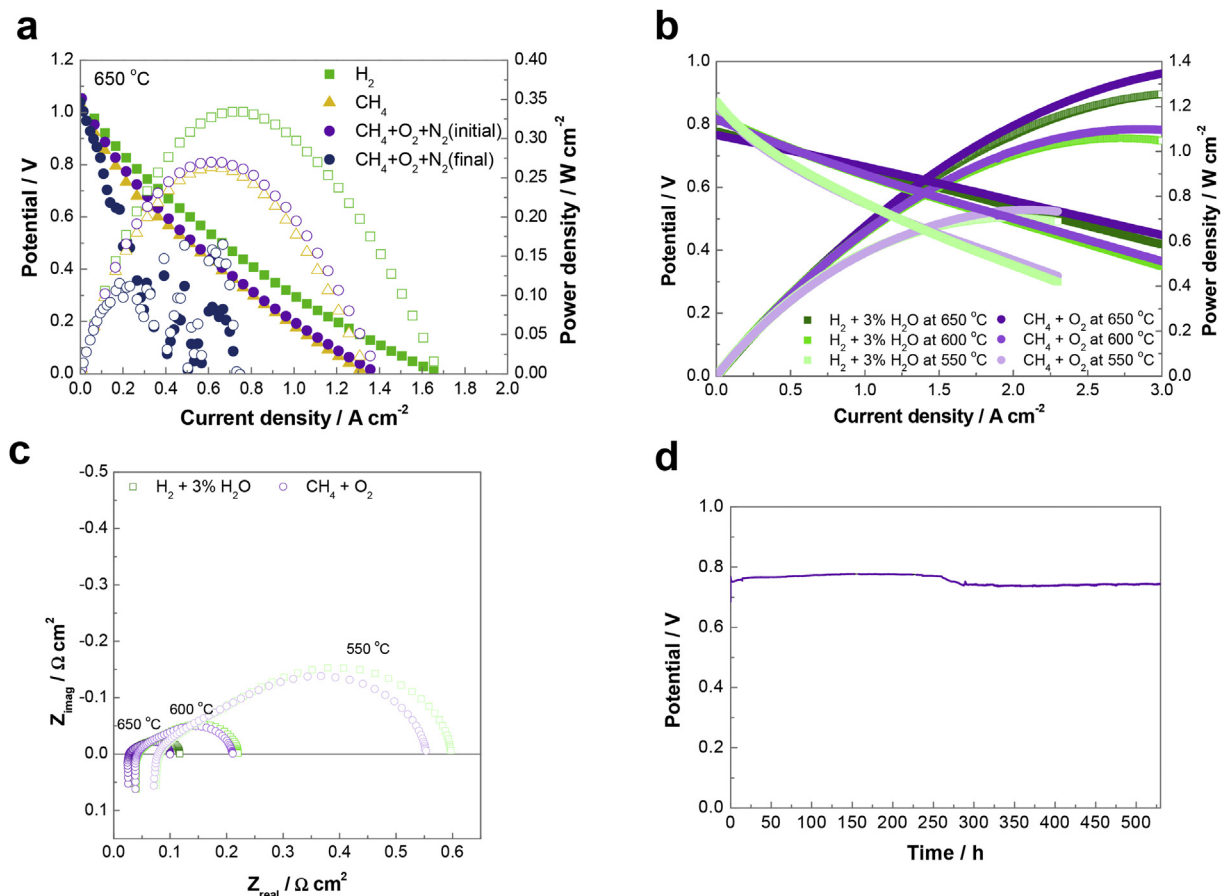 a
650 °C
H₂
CH₄
CH₄+O₂+N₂(initial)
CH₄+O₂+N₂(final)
1.2
1.0
0.8
0.6
0.4
0.2
0.0
Potential / V
0.40
0.35
0.30
0.25
0.20
0.15
0.10
0.05
0.00
Power density / W cm⁻²
0.0 0.2 0.4 0.6 0.8 1.0 1.2 1.4 1.6 1.8 2.0
Current density / A cm⁻²
b
1.0
0.8
0.6
0.4
0.2
0.0
Potential / V
1.4
1.2
1.0
0.8
0.6
0.4
0.2
0.0
Power density / W cm⁻²
H₂ + 3% H₂O at 650 °C
H₂ + 3% H₂O at 600 °C
H₂ + 3% H₂O at 550 °C
CH₄ + O₂ at 650 °C
CH₄ + O₂ at 600 °C
CH₄ + O₂ at 550 °C
0.0 0.5 1.0 1.5 2.0 2.5 3.0
Current density / A cm⁻²
c
H₂ + 3% H₂O CH₄ + O₂
-0.5
-0.4
-0.3
-0.2
-0.1
0.0
0.1
Z_imag / Ω cm²
550 °C
600 °C
650 °C
0.0 0.1 0.2 0.3 0.4 0.5 0.6
Z_real / Ω cm²
d
1.0
0.8
0.6
0.4
0.2
0.0
Potential / V
0 50 100 150 200 250 300 350 400 450 500
Time / h